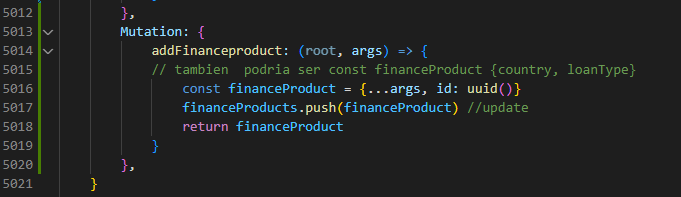 5012 },
5013 Mutation: {
5014 addFinanceproduct: (root, args) => {
5015 // tambien  podria ser const financeProduct {country, loanType}
5016 const financeProduct = {...args, id: uuid()}
5017 financeProducts.push(financeProduct) //update
5018 return financeProduct
5019 }
5020 },
5021 }